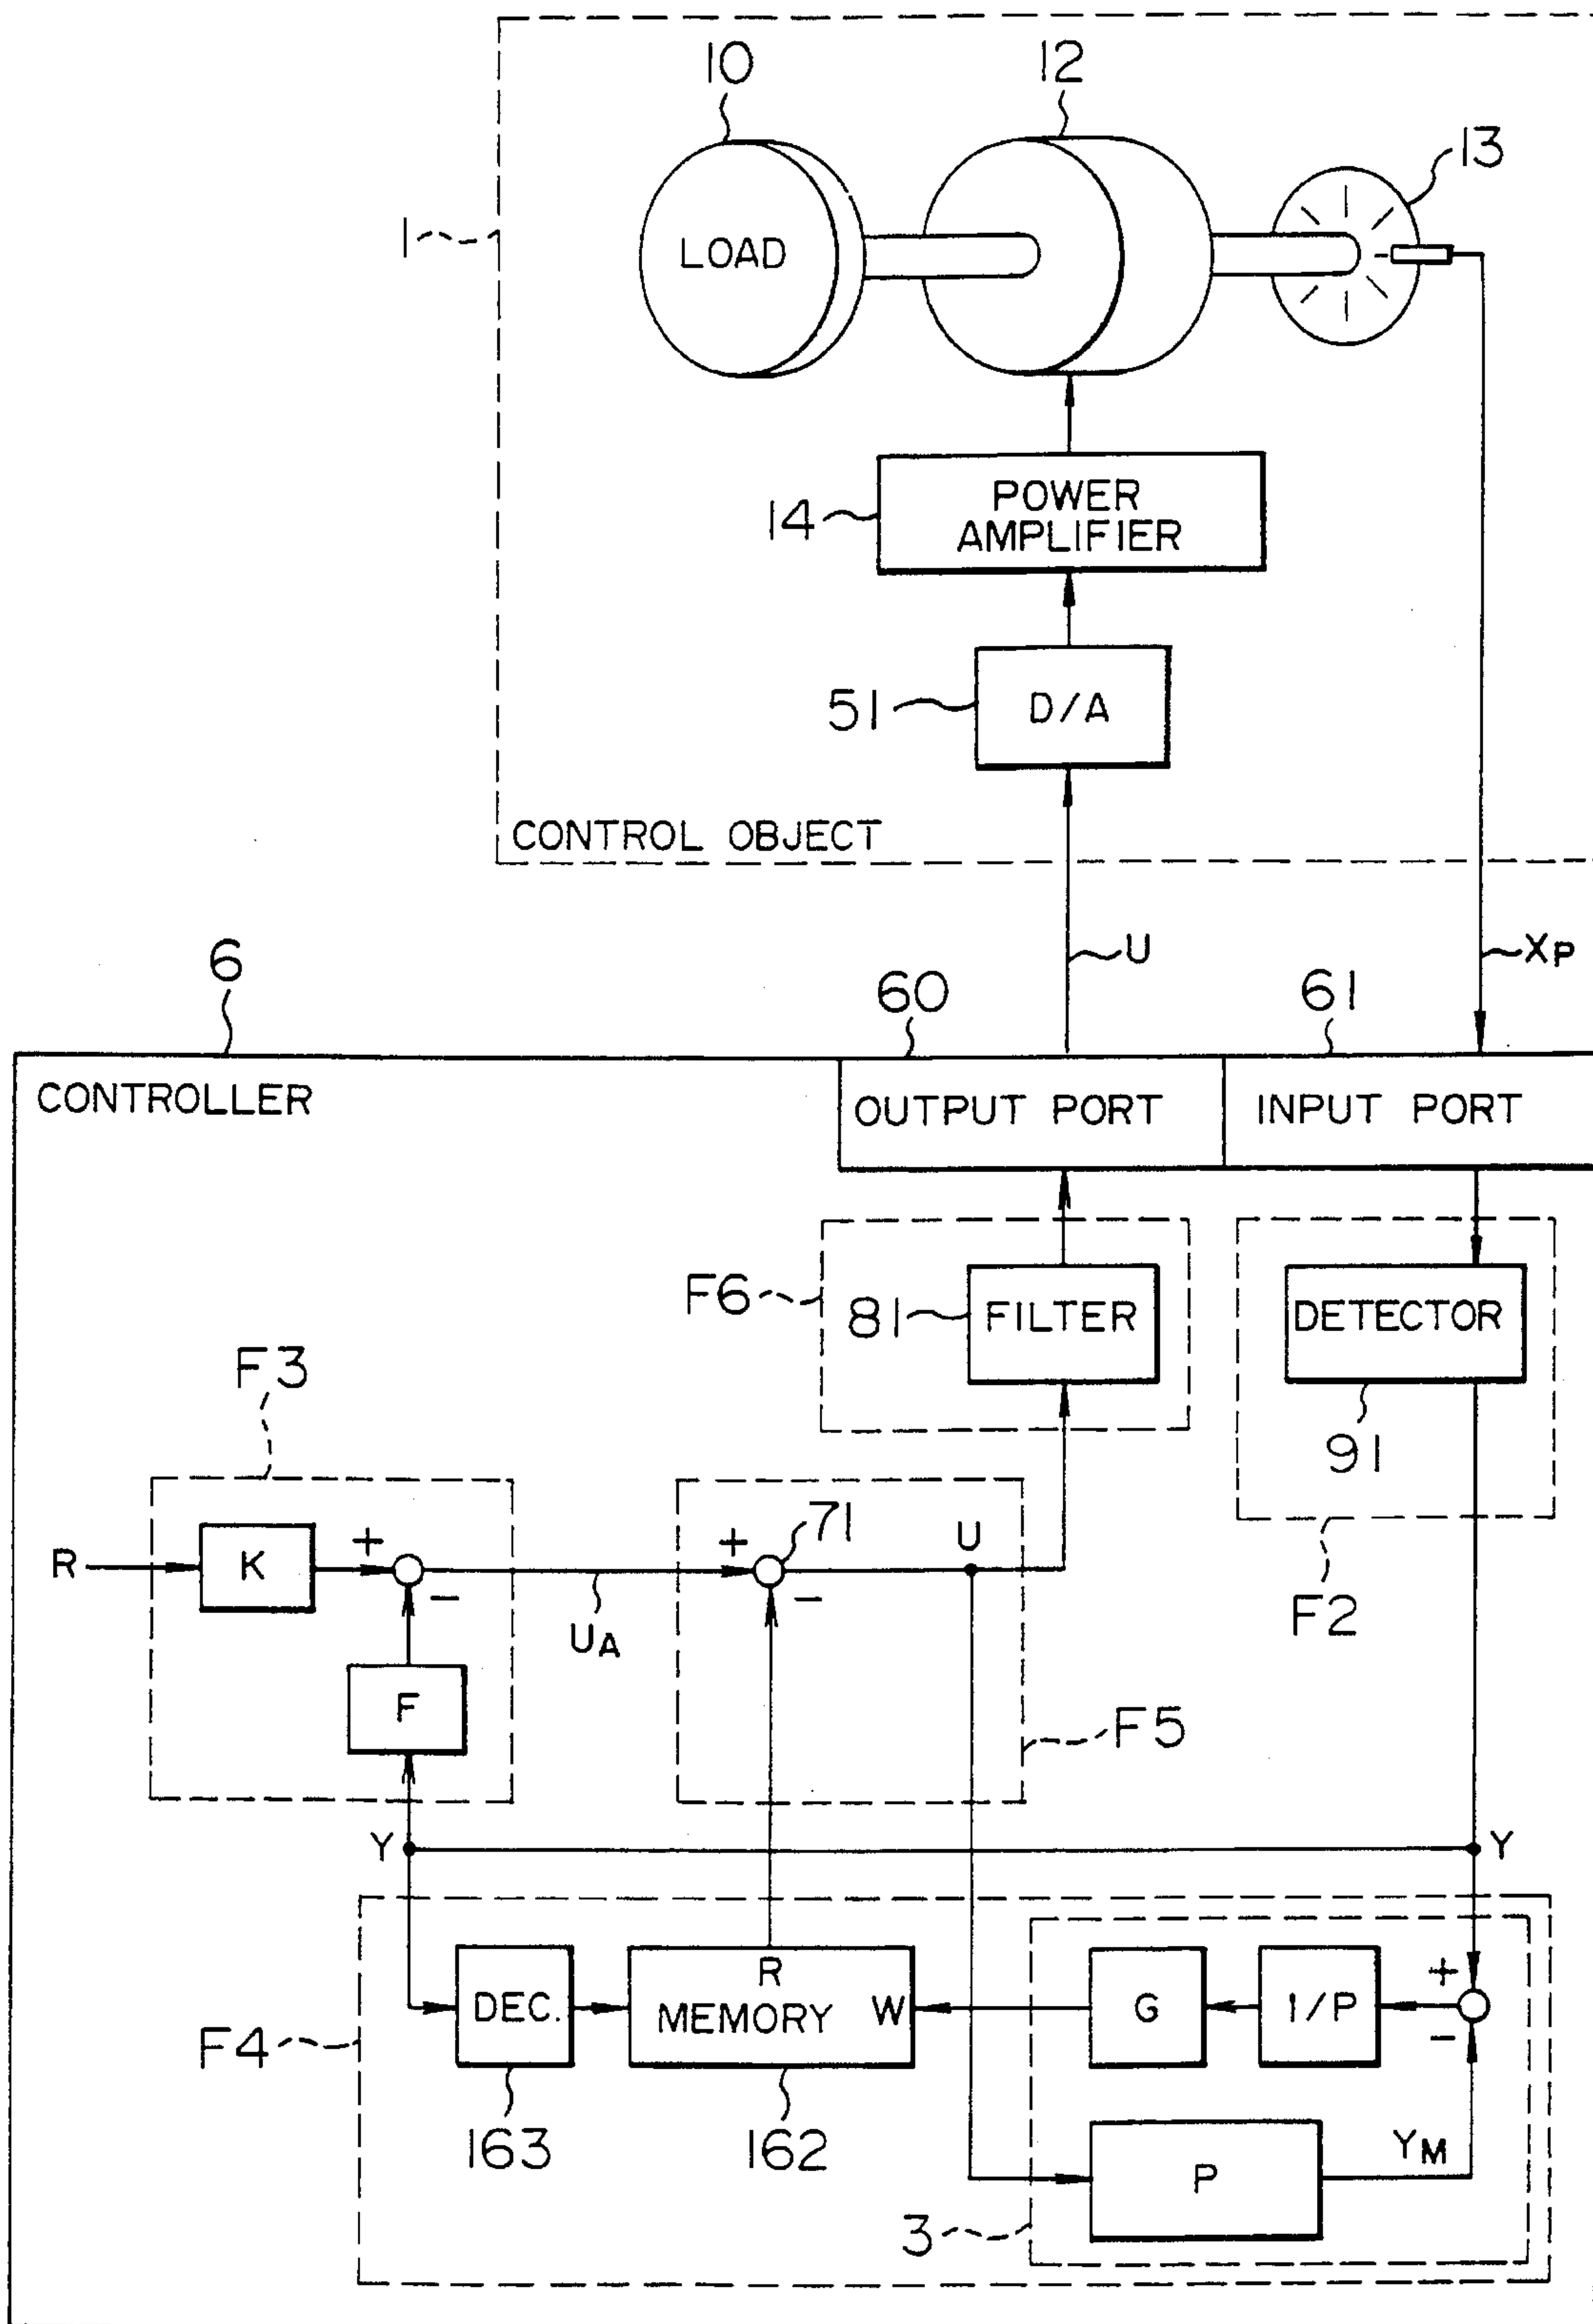 10
12
13
1
LOAD
14
POWER
AMPLIFIER
51
D/A
CONTROL OBJECT
6
60
U
61
XP
CONTROLLER
OUTPUT PORT
INPUT PORT
F6
81
FILTER
DETECTOR
91
F3
F2
R
K
+
−
UA
+
71
−
U
F
F5
Y
Y
F4
DEC.
R
MEMORY
W
G
1/P
+
−
163
162
P
YM
3